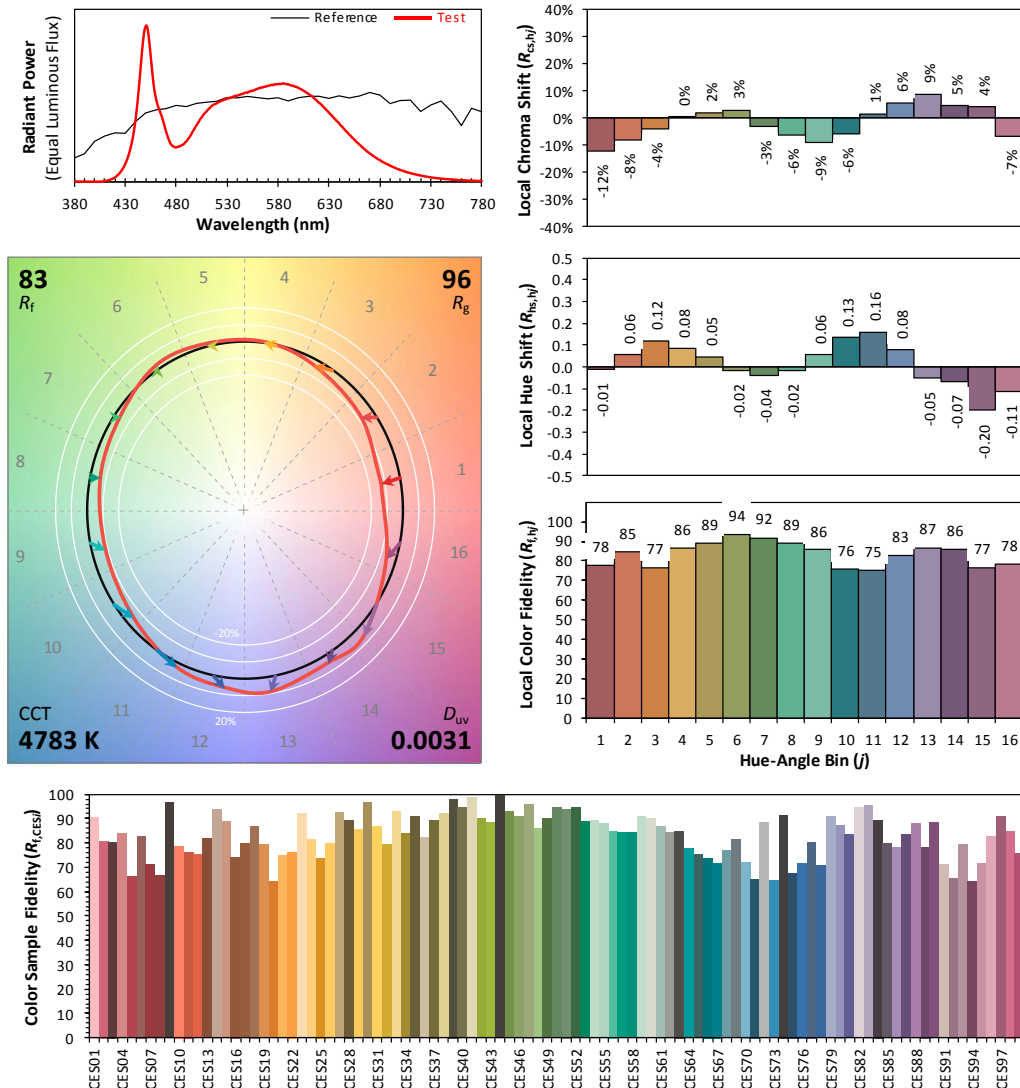 Reference Test
Radiant Power
(Equal Luminous Flux)
380 430 480 530 580 630 680 730 780
Wavelength (nm)
Local Chroma Shift (Rcs,hj)
40%
30%
20%
10%
0%
-10%
-20%
-30%
-40%
-12% -8% -4% 0% 2% 3% -3% -6% -9% -6% 1% 6% 9% 5% 4% -7%
83
Rf
96
Rg
5 4
6 3
7 2
8 1
9 16
10 15
11 14
12 13
-20%
20%
CCT
4783 K
Duv
0.0031
Local Hue Shift (Rhs,hj)
0.5
0.4
0.3
0.2
0.1
0.0
-0.1
-0.2
-0.3
-0.4
-0.5
-0.01 0.06 0.12 0.08 0.05 -0.02 -0.04 -0.02 0.06 0.13 0.16 0.08 -0.05 -0.07 -0.20 -0.11
Local Color Fidelity (Rf,hj)
100
90
80
70
60
50
40
30
20
10
0
78 85 77 86 89 94 92 89 86 76 75 83 87 86 77 78
1 2 3 4 5 6 7 8 9 10 11 12 13 14 15 16
Hue-Angle Bin (j)
Color Sample Fidelity (Rf,CESi)
100
90
80
70
60
50
40
30
20
10
0
CES01 CES04 CES07 CES10 CES13 CES16 CES19 CES22 CES25 CES28 CES31 CES34 CES37 CES40 CES43 CES46 CES49 CES52 CES55 CES58 CES61 CES64 CES67 CES70 CES73 CES76 CES79 CES82 CES85 CES88 CES91 CES94 CES97